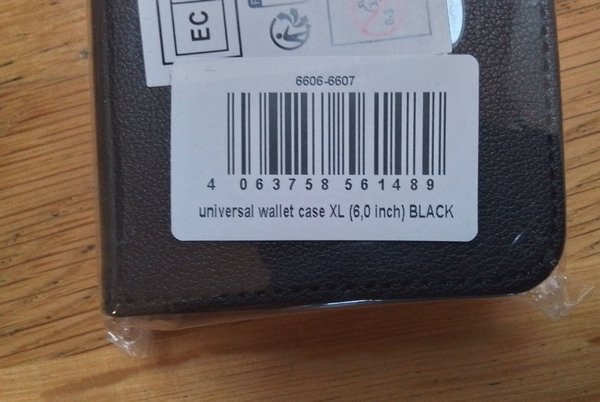 EC
6606-6607
4 063758 561489
universal wallet case XL (6,0 inch) BLACK